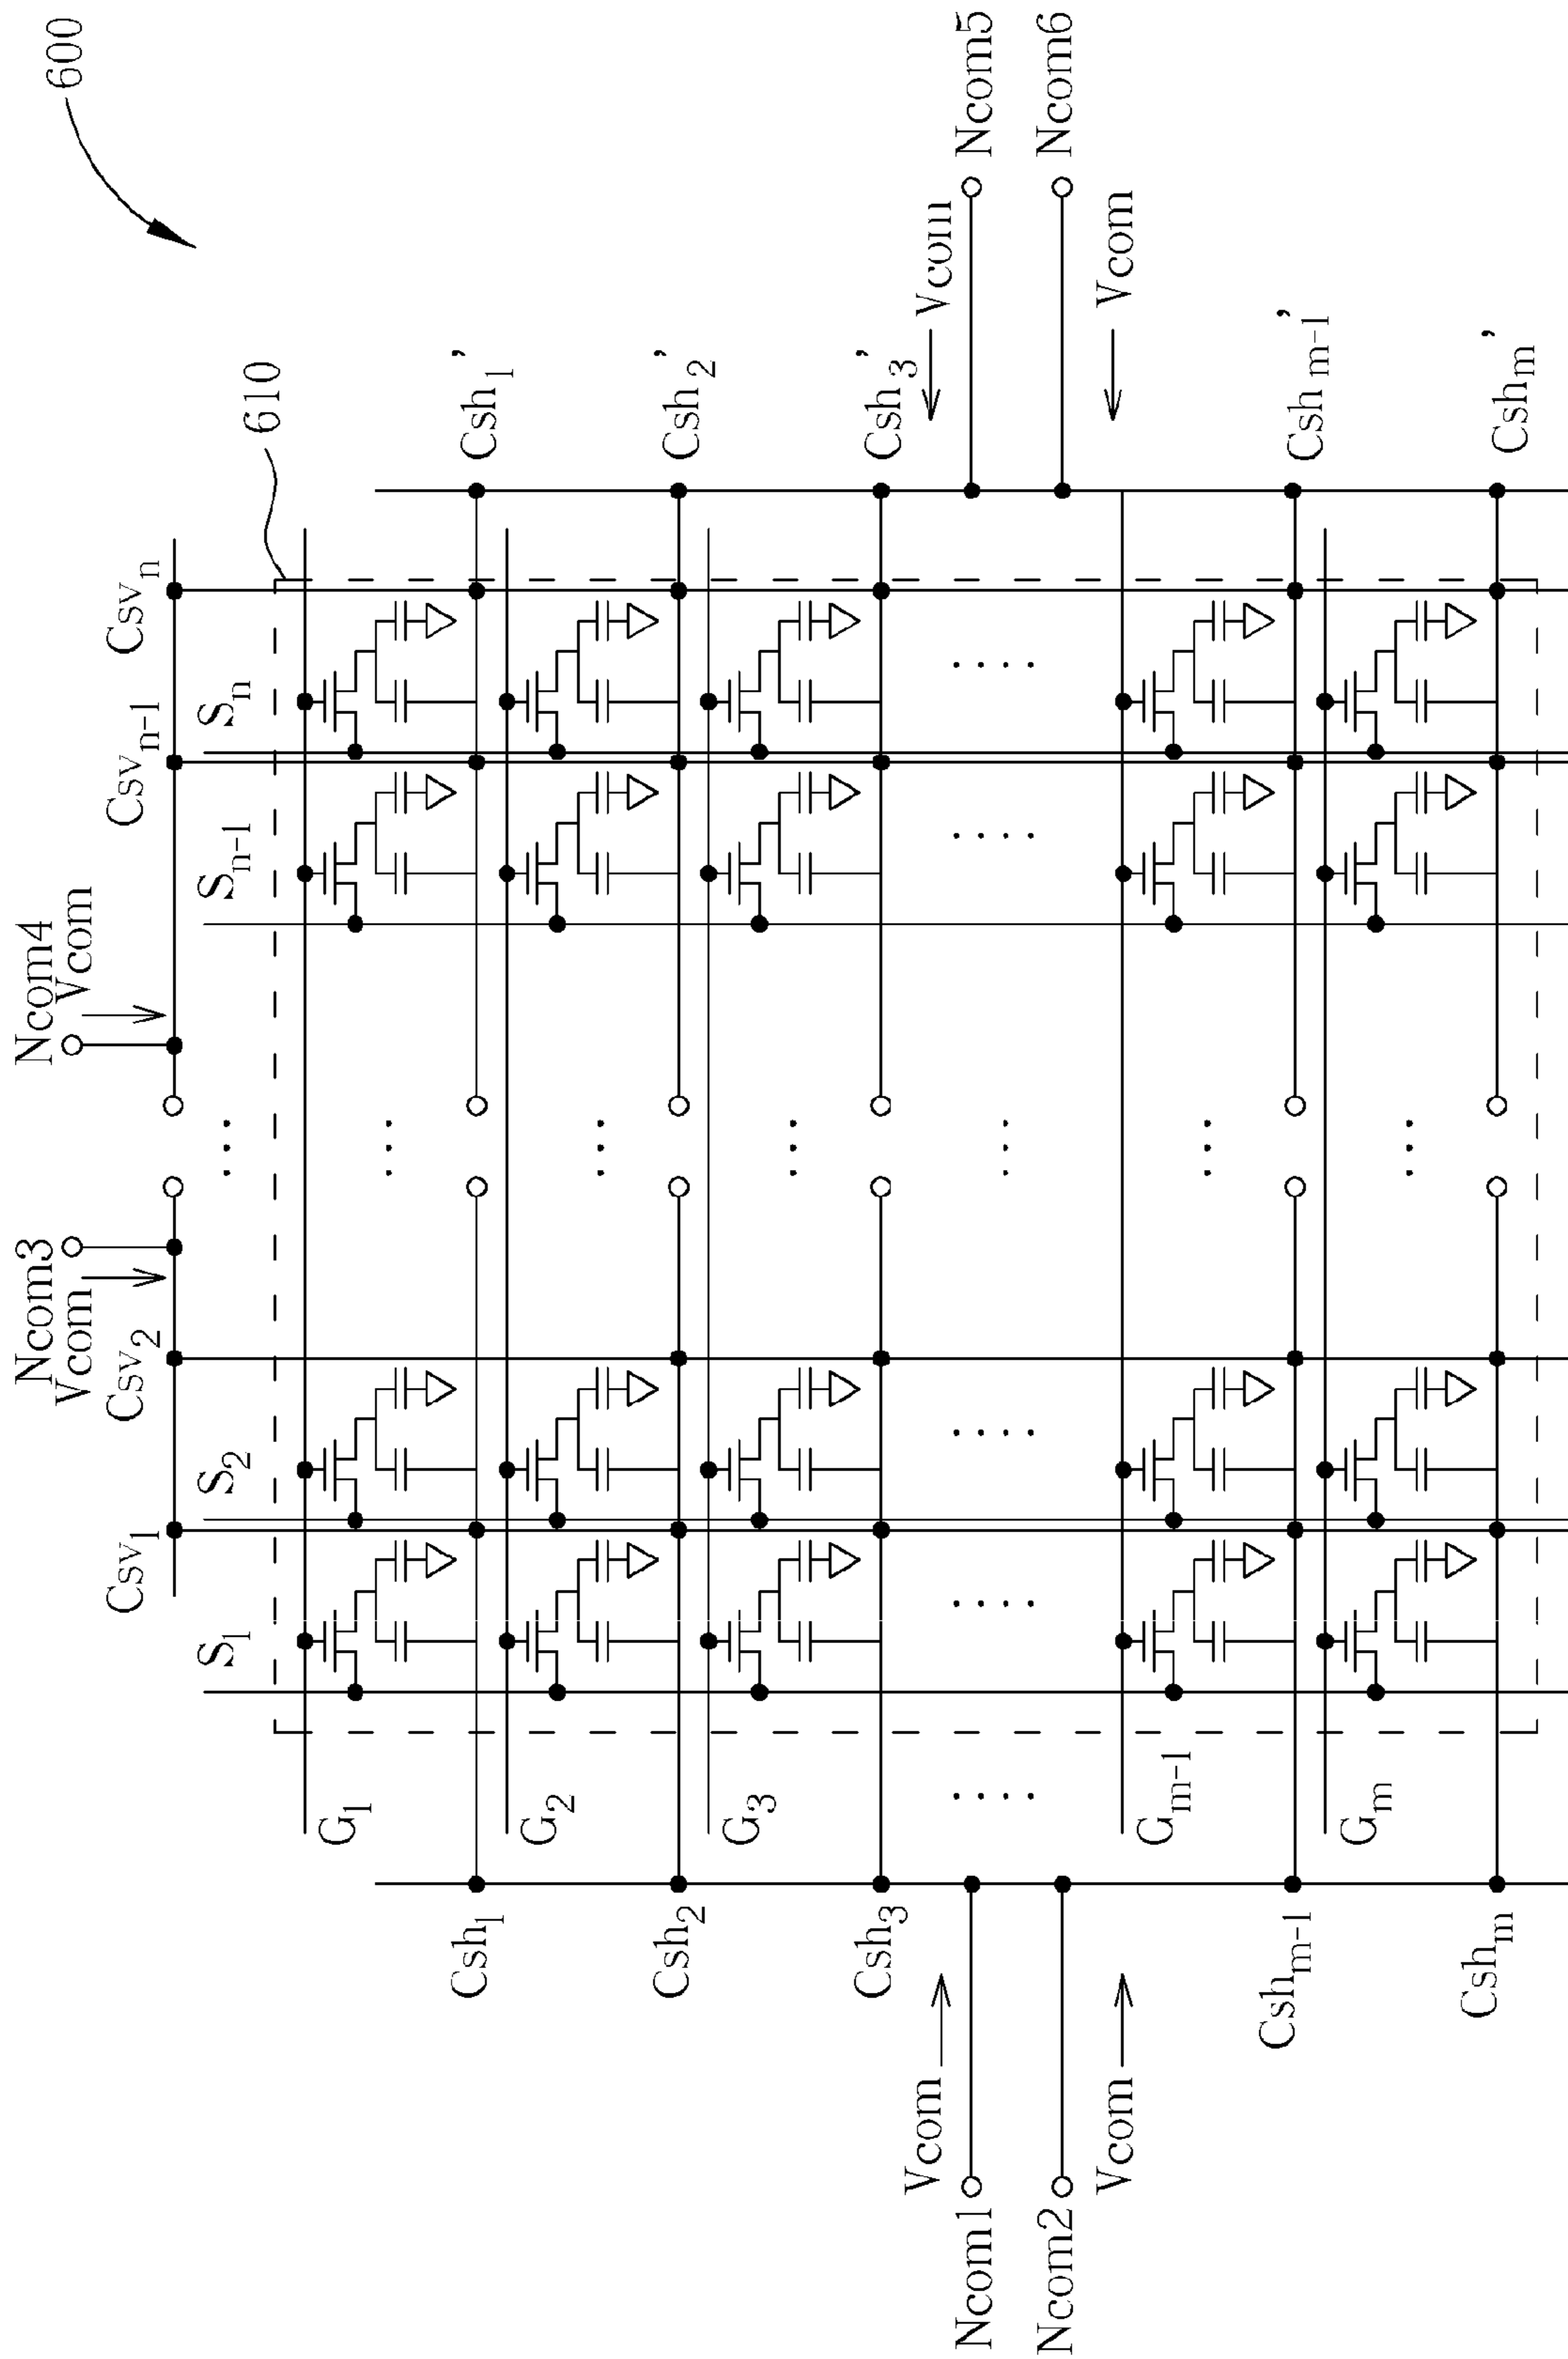 600
610
Ncom3
Vcom
Ncom4
Vcom
Csv1
Csv2
Csvn-1
Csvn
S1
S2
Sn-1
Sn
G1
G2
G3
Gm-1
Gm
Csh1
Csh2
Csh3
Cshm-1
Cshm
Csh1'
Csh2'
Csh3'
Cshm-1'
Cshm'
Vcom
Ncom1
Ncom2
Vcom
Vcom
Ncom5
Ncom6
Vcom